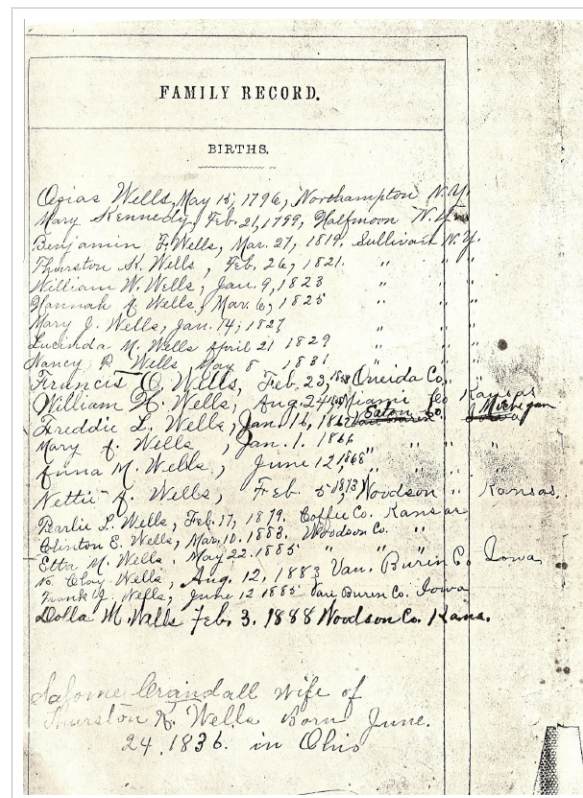 FAMILY RECORD.
BIRTHS.
Osias Wells, May 15, 1796, Northampton N.Y.
Mary Kennedy, Feb. 21, 1799, Halfmoon N.Y.
Benjamin F. Wells, Mar. 27, 1819, Sullivan N.Y.
Thurston K. Wells, Feb. 26, 1821. " " "
William W. Wells, Jan. 9, 1823 " " "
Hannah A Wells, Mar. 6, 1825 " " "
Mary J. Wells, Jan. 14, 1827 " " "
Lucinda M. Wells April 21 1829 " " "
Nancy R Wells May 8 1831 " " "
Francis O. Wells, Feb. 23, Oneida Co. "
William H. Wells, Aug. 24, Miami Co Kansas
Freddie L. Wells, Jan. 16, 1862 Eaton Co. Michegan
Mary A. Wells, Jan. 1. 1866 " " "
Anna M. Wells, June 12, 1868 " " "
Nettie A. Wells, Feb 5 1873, Woodson " Kansas.
Pearlie L. Wells, Feb. 17, 1879. Coffee Co. Kansas
Clinton E. Wells, Mar. 10. 1883. Woodson Co. "
Etta M. Wells. May 22. 1885 " " "
N. Clay Wells, Aug. 12. 1883 Van. Buren Co. Iowa
Frank J. Wells, June 12 1885 Van Buren Co. Iowa
Dolla M. Wells Feb. 3. 1888 Woodson Co. Kans.
Salome Crandall wife of
Thurston K. Wells Born June.
24. 1836. in Ohio